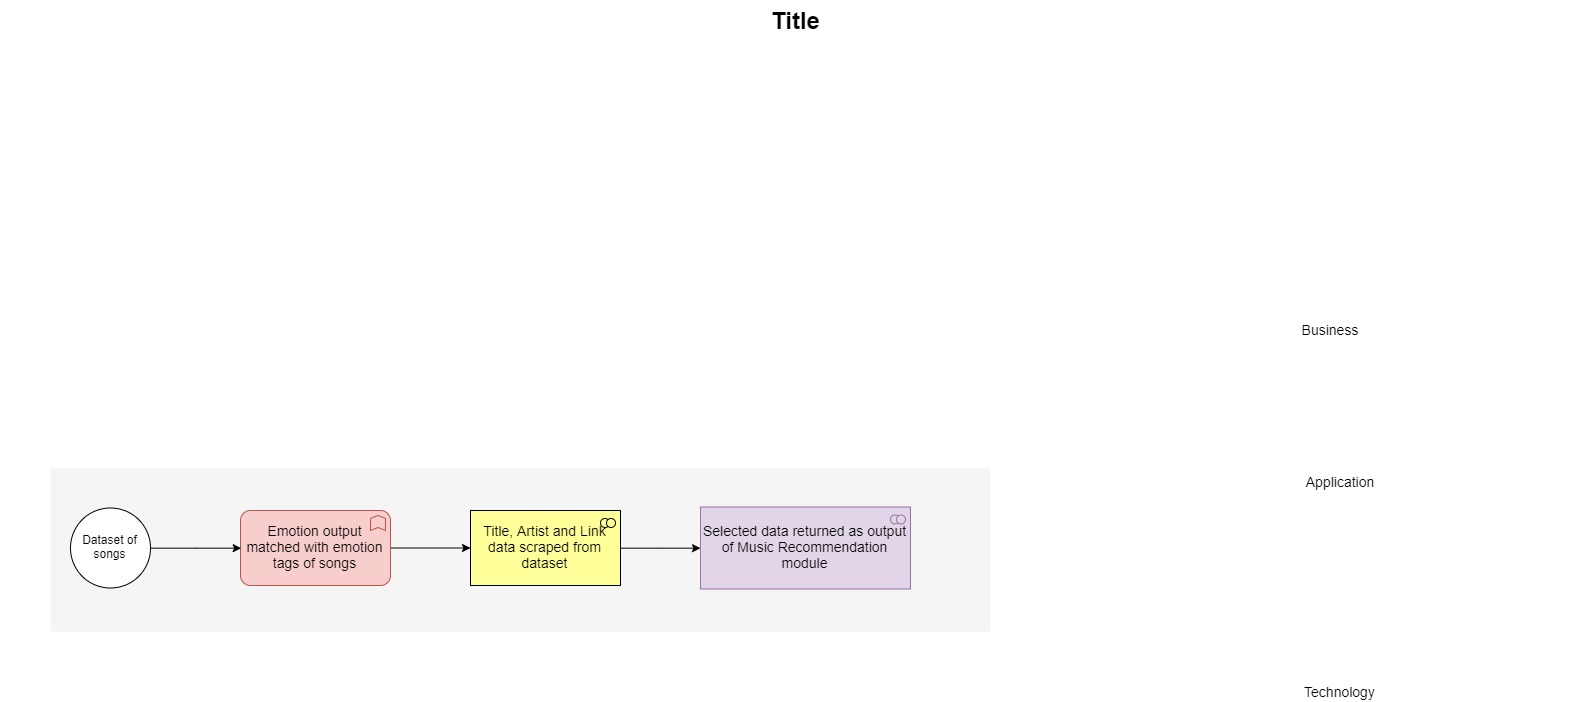 Title
Business
Application
Dataset of
songs
Emotion output
matched with emotion
tags of songs
Title, Artist and Link
data scraped from
dataset
Selected data returned as output
of Music Recommendation
module
Technology